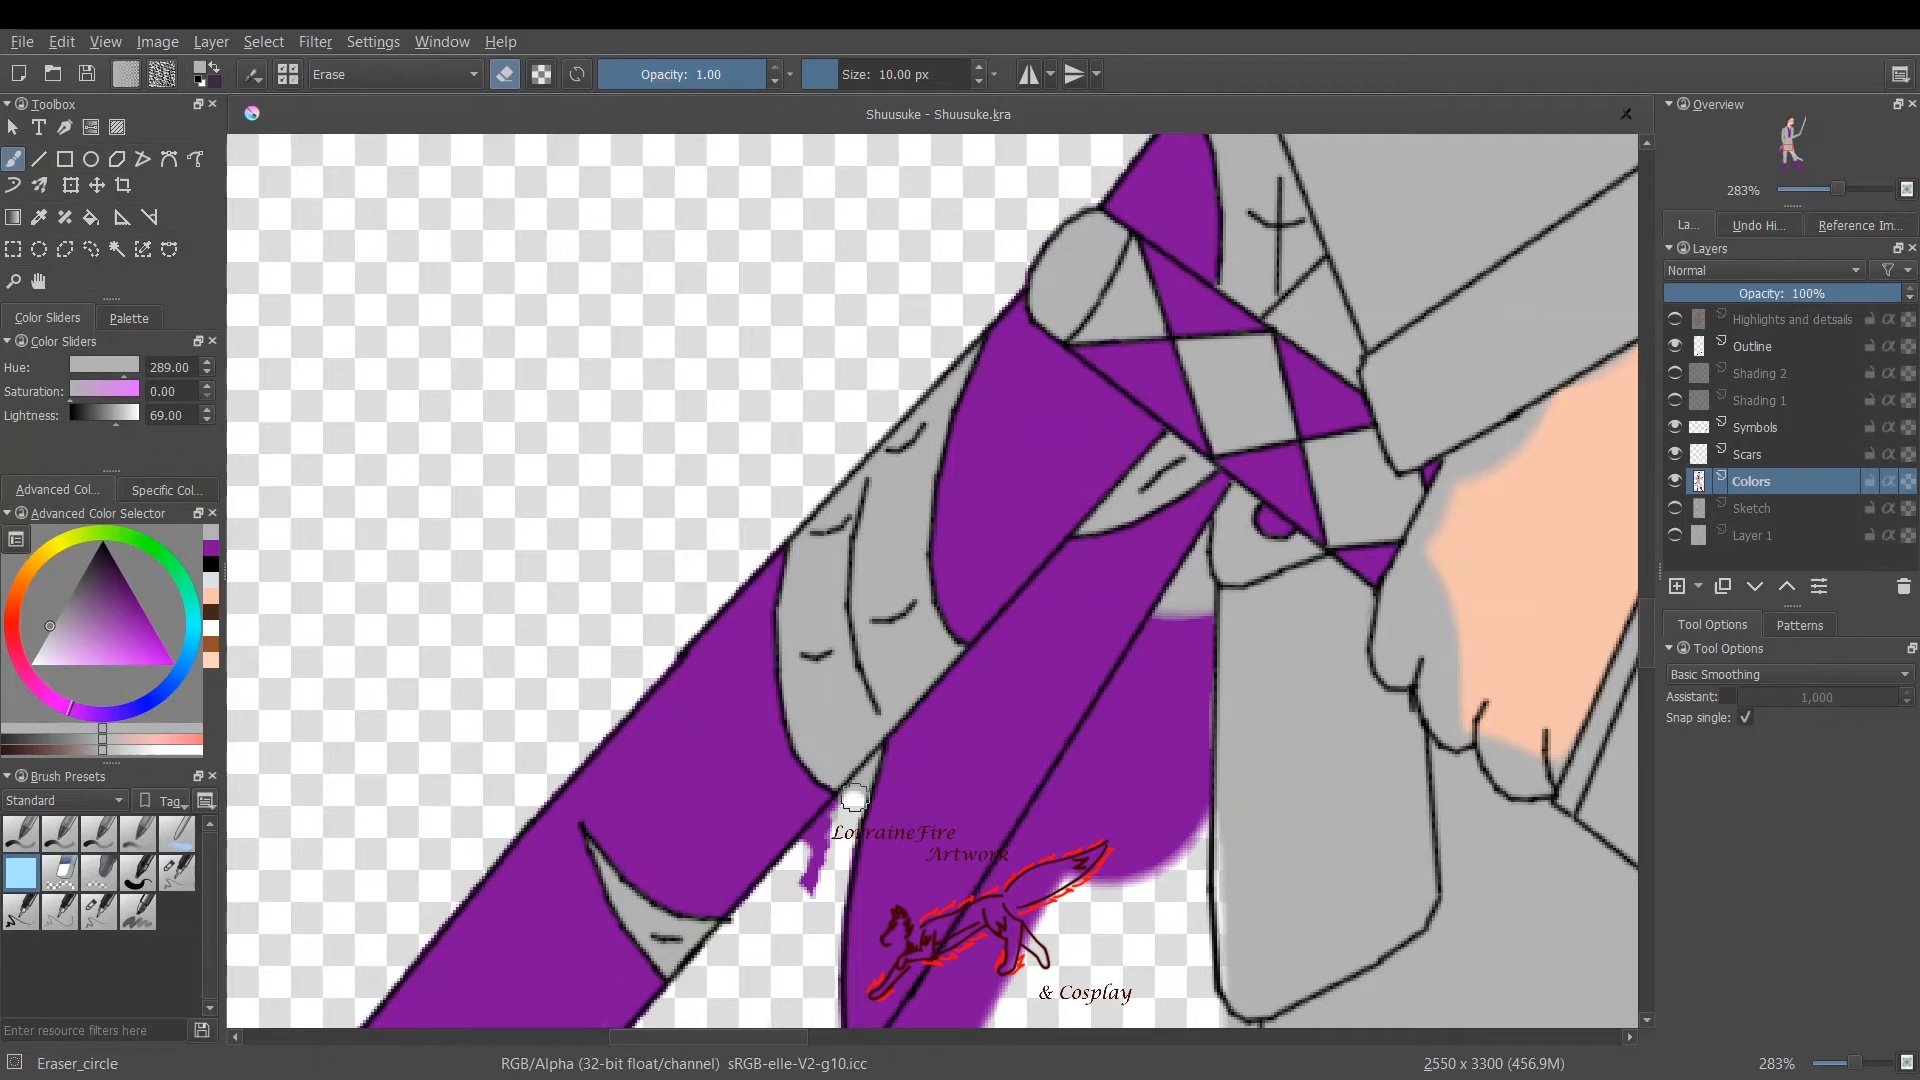 File Edit View Image Layer Select Filter Settings Window Help
Erase
Opacity: 1.00
Size: 10.00 px
Toolbox
Shuusuke - Shuusuke.kra
Overview
283%
La... Undo Hi... Reference Im...
Layers
Normal
Opacity: 100%
Highlights and detsails
Outline
Shading 2
Shading 1
Symbols
Scars
Colors
Sketch
Layer 1
Color Sliders Palette
Color Sliders
Hue: 289.00
Saturation: 0.00
Lightness: 69.00
Advanced Col... Specific Col...
Advanced Color Selector
Tool Options Patterns
Tool Options
Basic Smoothing
Assistant: 1,000
Snap single:
Brush Presets
Standard Tag
LorraineFire
Artwork
& Cosplay
Enter resource filters here
Eraser_circle
RGB/Alpha (32-bit float/channel) sRGB-elle-V2-g10.icc
2550 x 3300 (456.9M)
283%